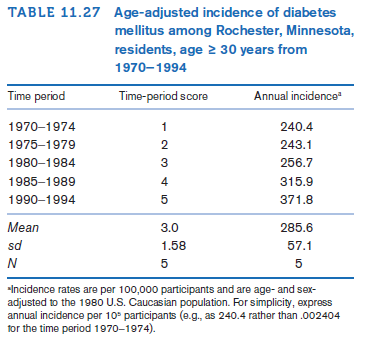 TABLE 11.27 Age-adjusted incidence of diabetes
mellitus among Rochester, Minnesota,
residents, age ≥ 30 years from
1970–1994
Time period Time-period score Annual incidenceª
1970–1974 1 240.4
1975–1979 2 243.1
1980–1984 3 256.7
1985–1989 4 315.9
1990–1994 5 371.8
Mean 3.0 285.6
sd 1.58 57.1
N 5 5
ªIncidence rates are per 100,000 participants and are age- and sex-
adjusted to the 1980 U.S. Caucasian population. For simplicity, express
annual incidence per 10⁵ participants (e.g., as 240.4 rather than .002404
for the time period 1970–1974).